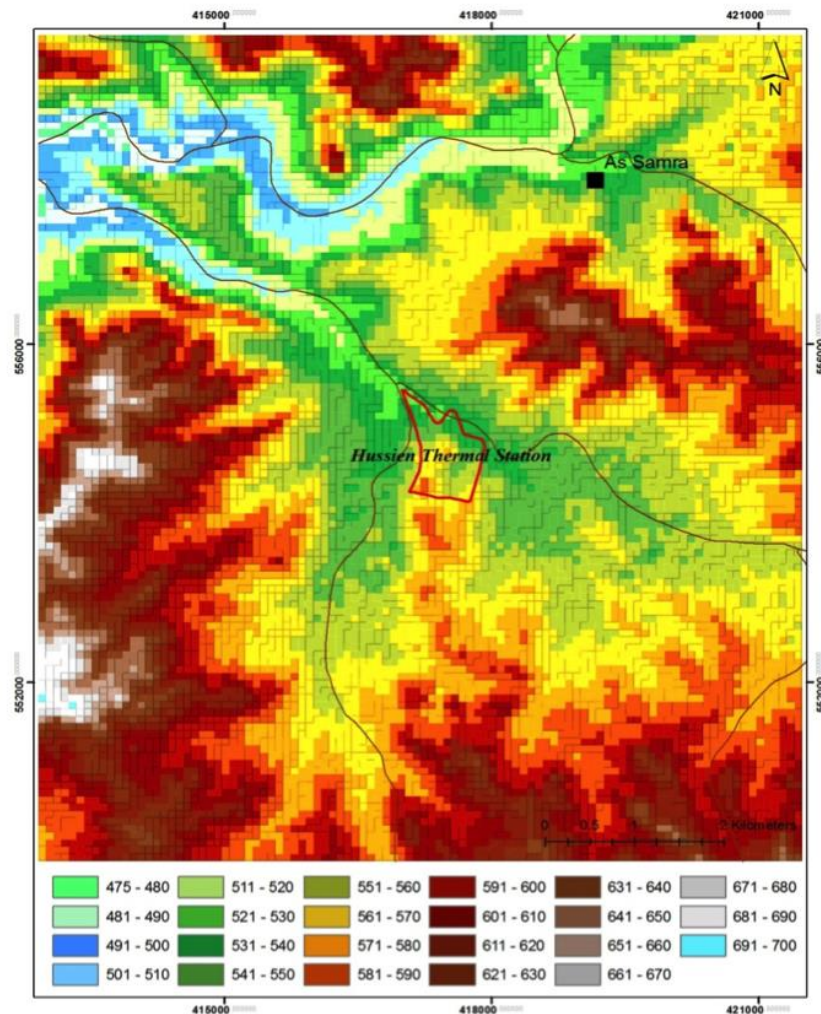 415000 418000 421000
N
As Samra
556000 556000
Hussien Thermal Station
552000 552000
0 0.5 1 2 Kilometers
475 - 480 511 - 520 551 - 560 591 - 600 631 - 640 671 - 680
481 - 490 521 - 530 561 - 570 601 - 610 641 - 650 681 - 690
491 - 500 531 - 540 571 - 580 611 - 620 651 - 660 691 - 700
501 - 510 541 - 550 581 - 590 621 - 630 661 - 670
415000 418000 421000